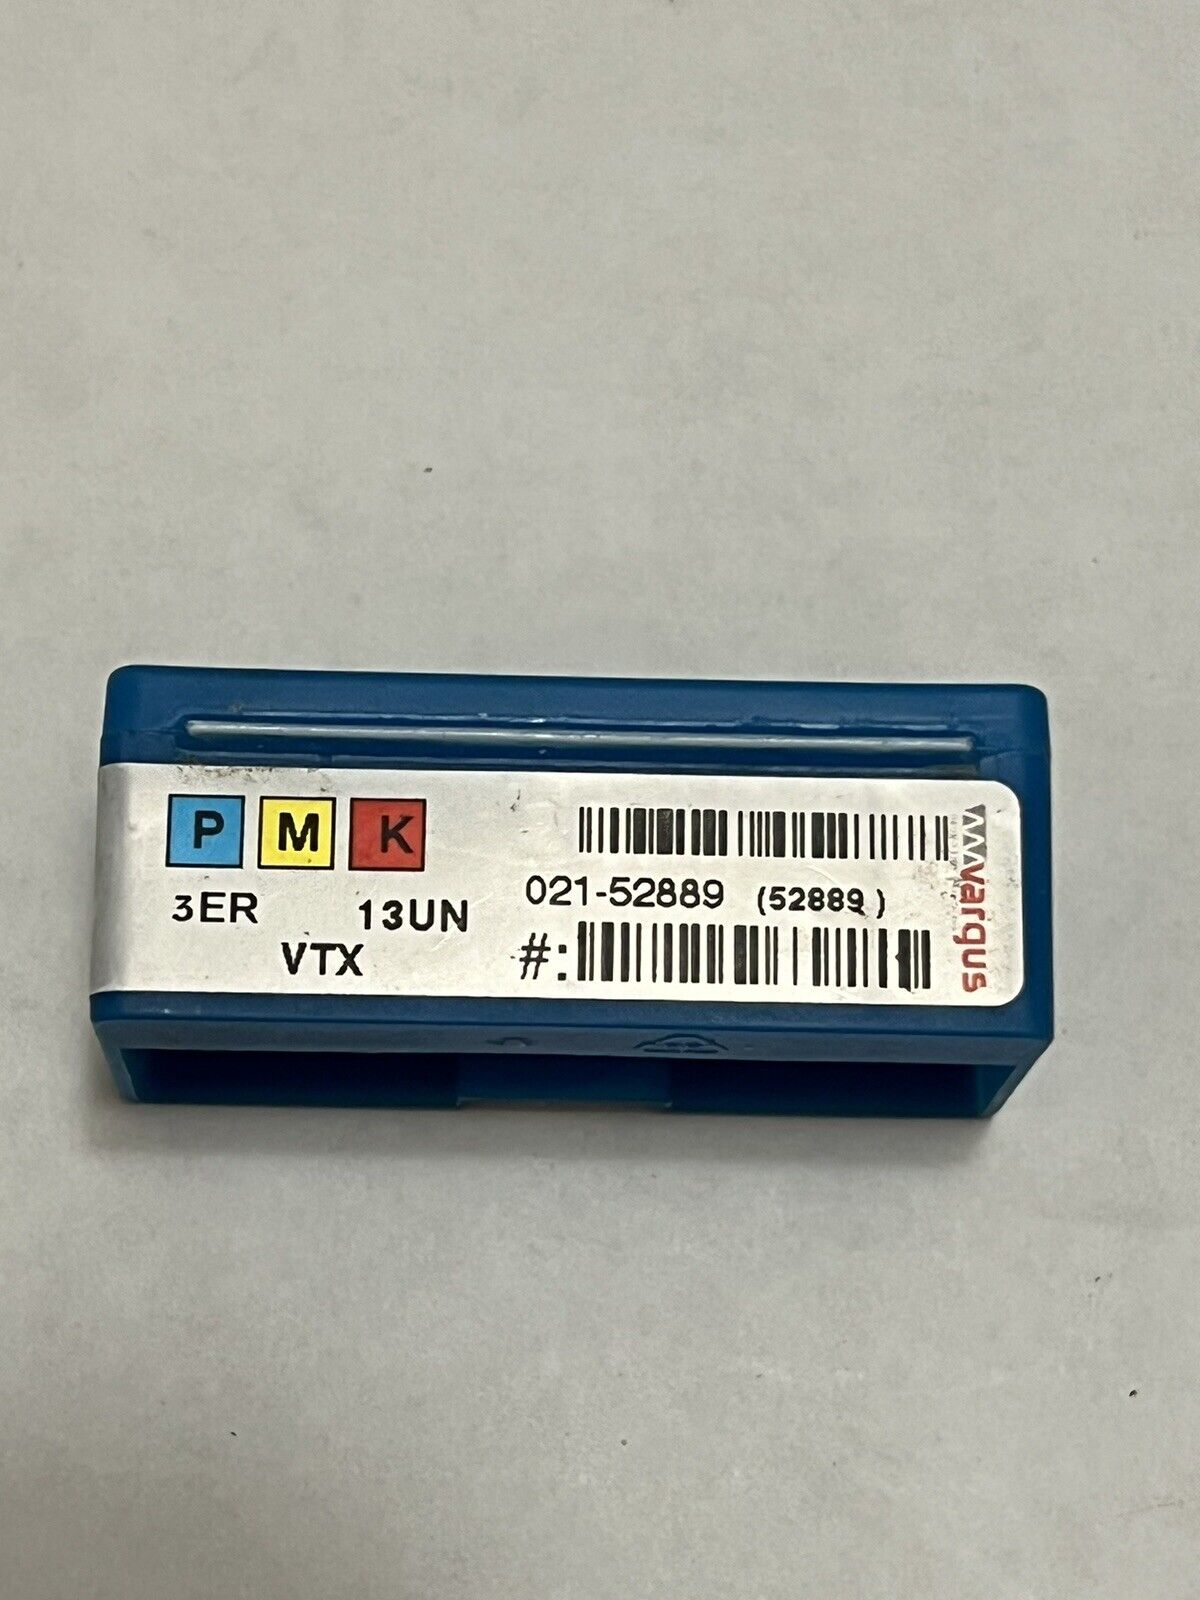 P M K
3ER 13UN
VTX
021-52889 (52889)
#:
vargus